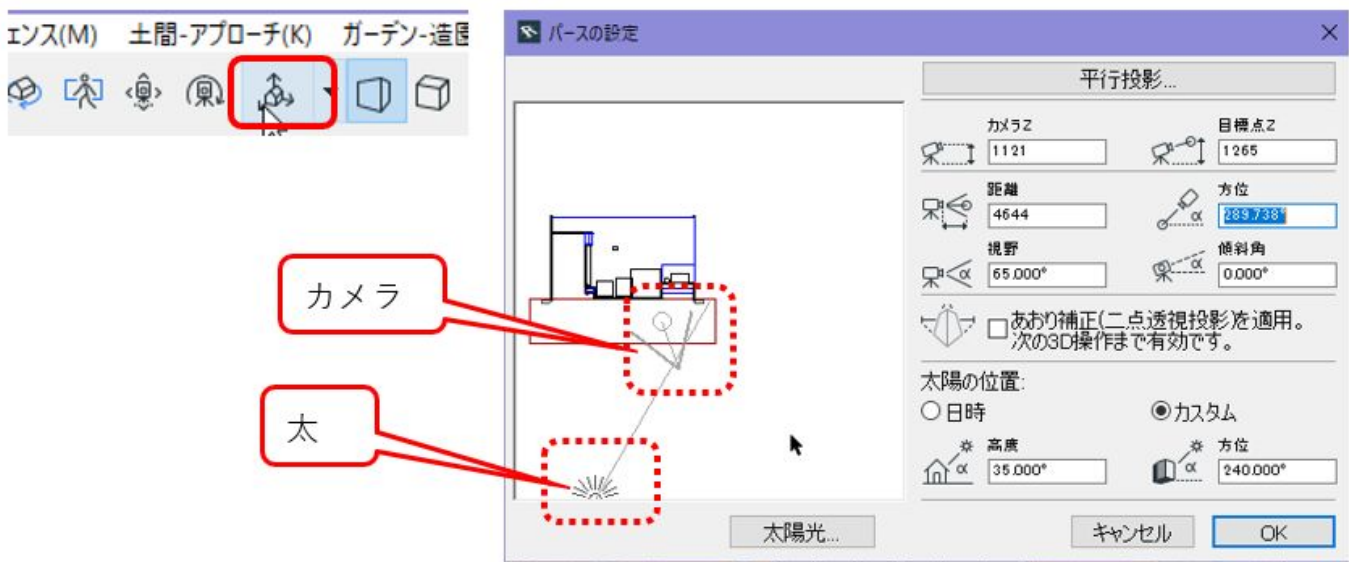 ェンス(M) 土間-アプローチ(K) ガーデン-造園
パースの設定
平行投影...
カメラZ
1121
目標点Z
1265
距離
4644
方位
289.738°
視野
65.000°
傾斜角
0.000°
あおり補正(二点透視投影)を適用。
次の3D操作まで有効です。
太陽の位置:
日時
カスタム
高度
35.000°
方位
240.000°
太陽光...
キャンセル
OK
カメラ
太